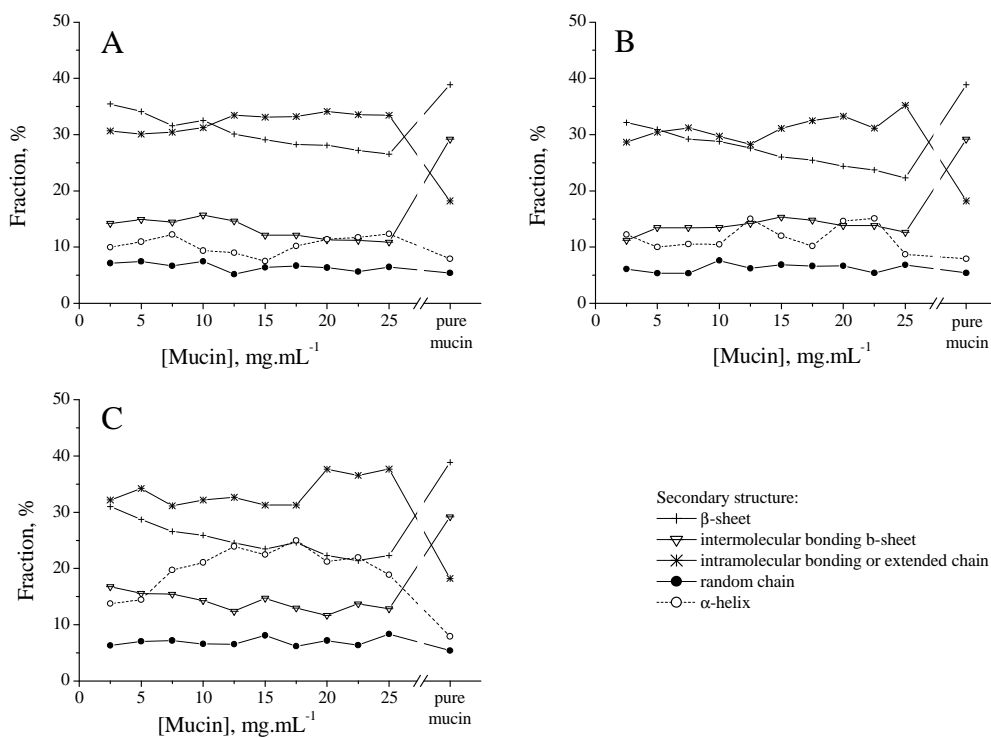 50
40
30
20
10
0
Fraction, %
A
0
5
10
15
20
25
pure
mucin
[Mucin], mg.mL-1
50
40
30
20
10
0
Fraction, %
B
0
5
10
15
20
25
pure
mucin
[Mucin], mg.mL-1
50
40
30
20
10
0
Fraction, %
C
0
5
10
15
20
25
pure
mucin
[Mucin], mg.mL-1
Secondary structure:
β-sheet
intermolecular bonding b-sheet
intramolecular bonding or extended chain
random chain
α-helix